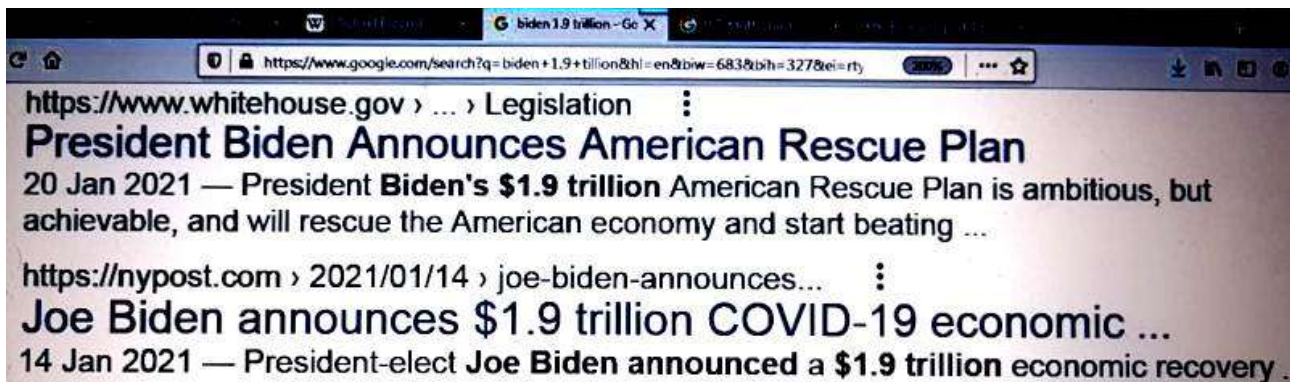 W
G biden 1.9 trillion - Go X G
https://www.google.com/search?q=biden+1.9+tillion&hl=en&biw=683&bih=327&ei=rty 200% ...
https://www.whitehouse.gov › ... › Legislation
President Biden Announces American Rescue Plan
20 Jan 2021 — President Biden's $1.9 trillion American Rescue Plan is ambitious, but
achievable, and will rescue the American economy and start beating ...
https://nypost.com › 2021/01/14 › joe-biden-announces...
Joe Biden announces $1.9 trillion COVID-19 economic ...
14 Jan 2021 — President-elect Joe Biden announced a $1.9 trillion economic recovery .